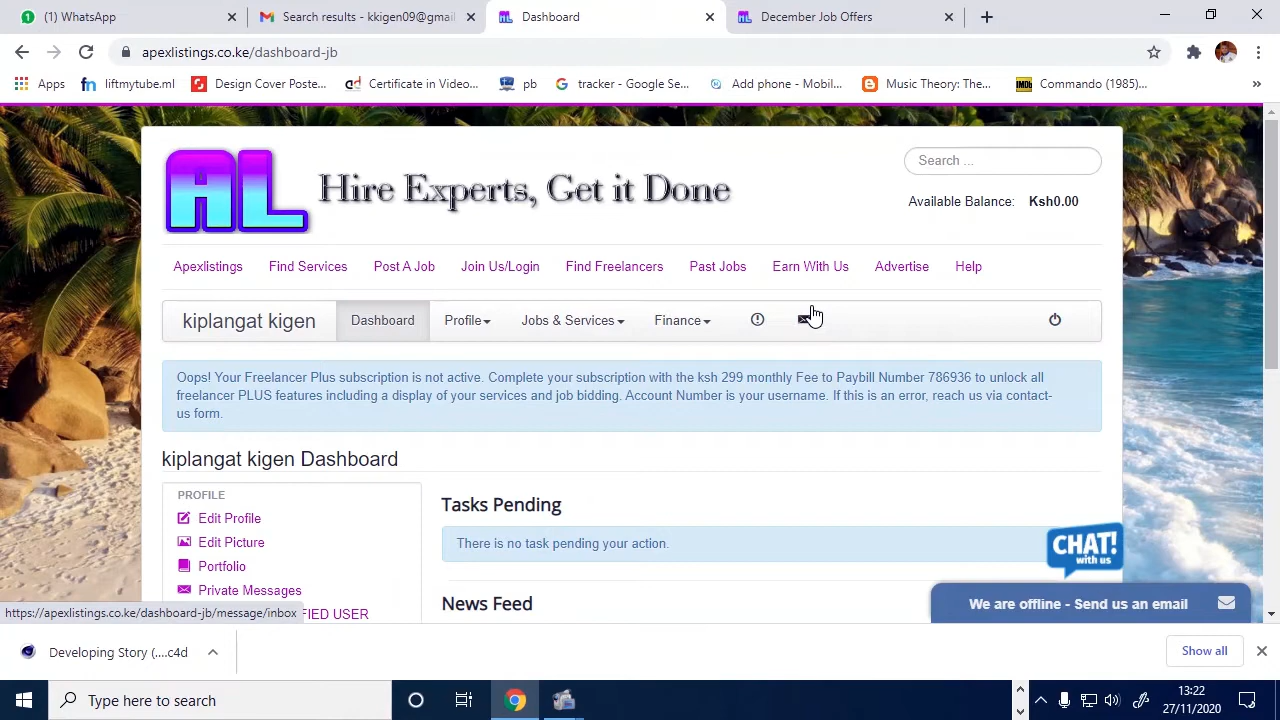 (1) WhatsApp
Search results - kkigen09@gmail
Dashboard
December Job Offers
apexlistings.co.ke/dashboard-jb
Apps
liftmytube.ml
Design Cover Poste...
Certificate in Video...
pb
tracker - Google Se...
Add phone - Mobil...
Music Theory: The...
Commando (1985)...
AL
Hire Experts, Get it Done
Search ...
Available Balance: Ksh0.00
Apexlistings Find Services Post A Job Join Us/Login Find Freelancers Past Jobs Earn With Us Advertise Help
kiplangat kigen Dashboard Profile Jobs & Services Finance
Oops! Your Freelancer Plus subscription is not active. Complete your subscription with the ksh 299 monthly Fee to Paybill Number 786936 to unlock all
freelancer PLUS features including a display of your services and job bidding. Account Number is your username. If this is an error, reach us via contact-
us form.
kiplangat kigen Dashboard
PROFILE
Edit Profile
Edit Picture
Portfolio
Private Messages
IFIED USER
Tasks Pending
There is no task pending your action.
News Feed
CHAT!
with us
We are offline - Send us an email
https://apexlistings.co.ke/dashboard-jb/message/inbox
Developing Story (....c4d
Show all
Type here to search
13:22
27/11/2020